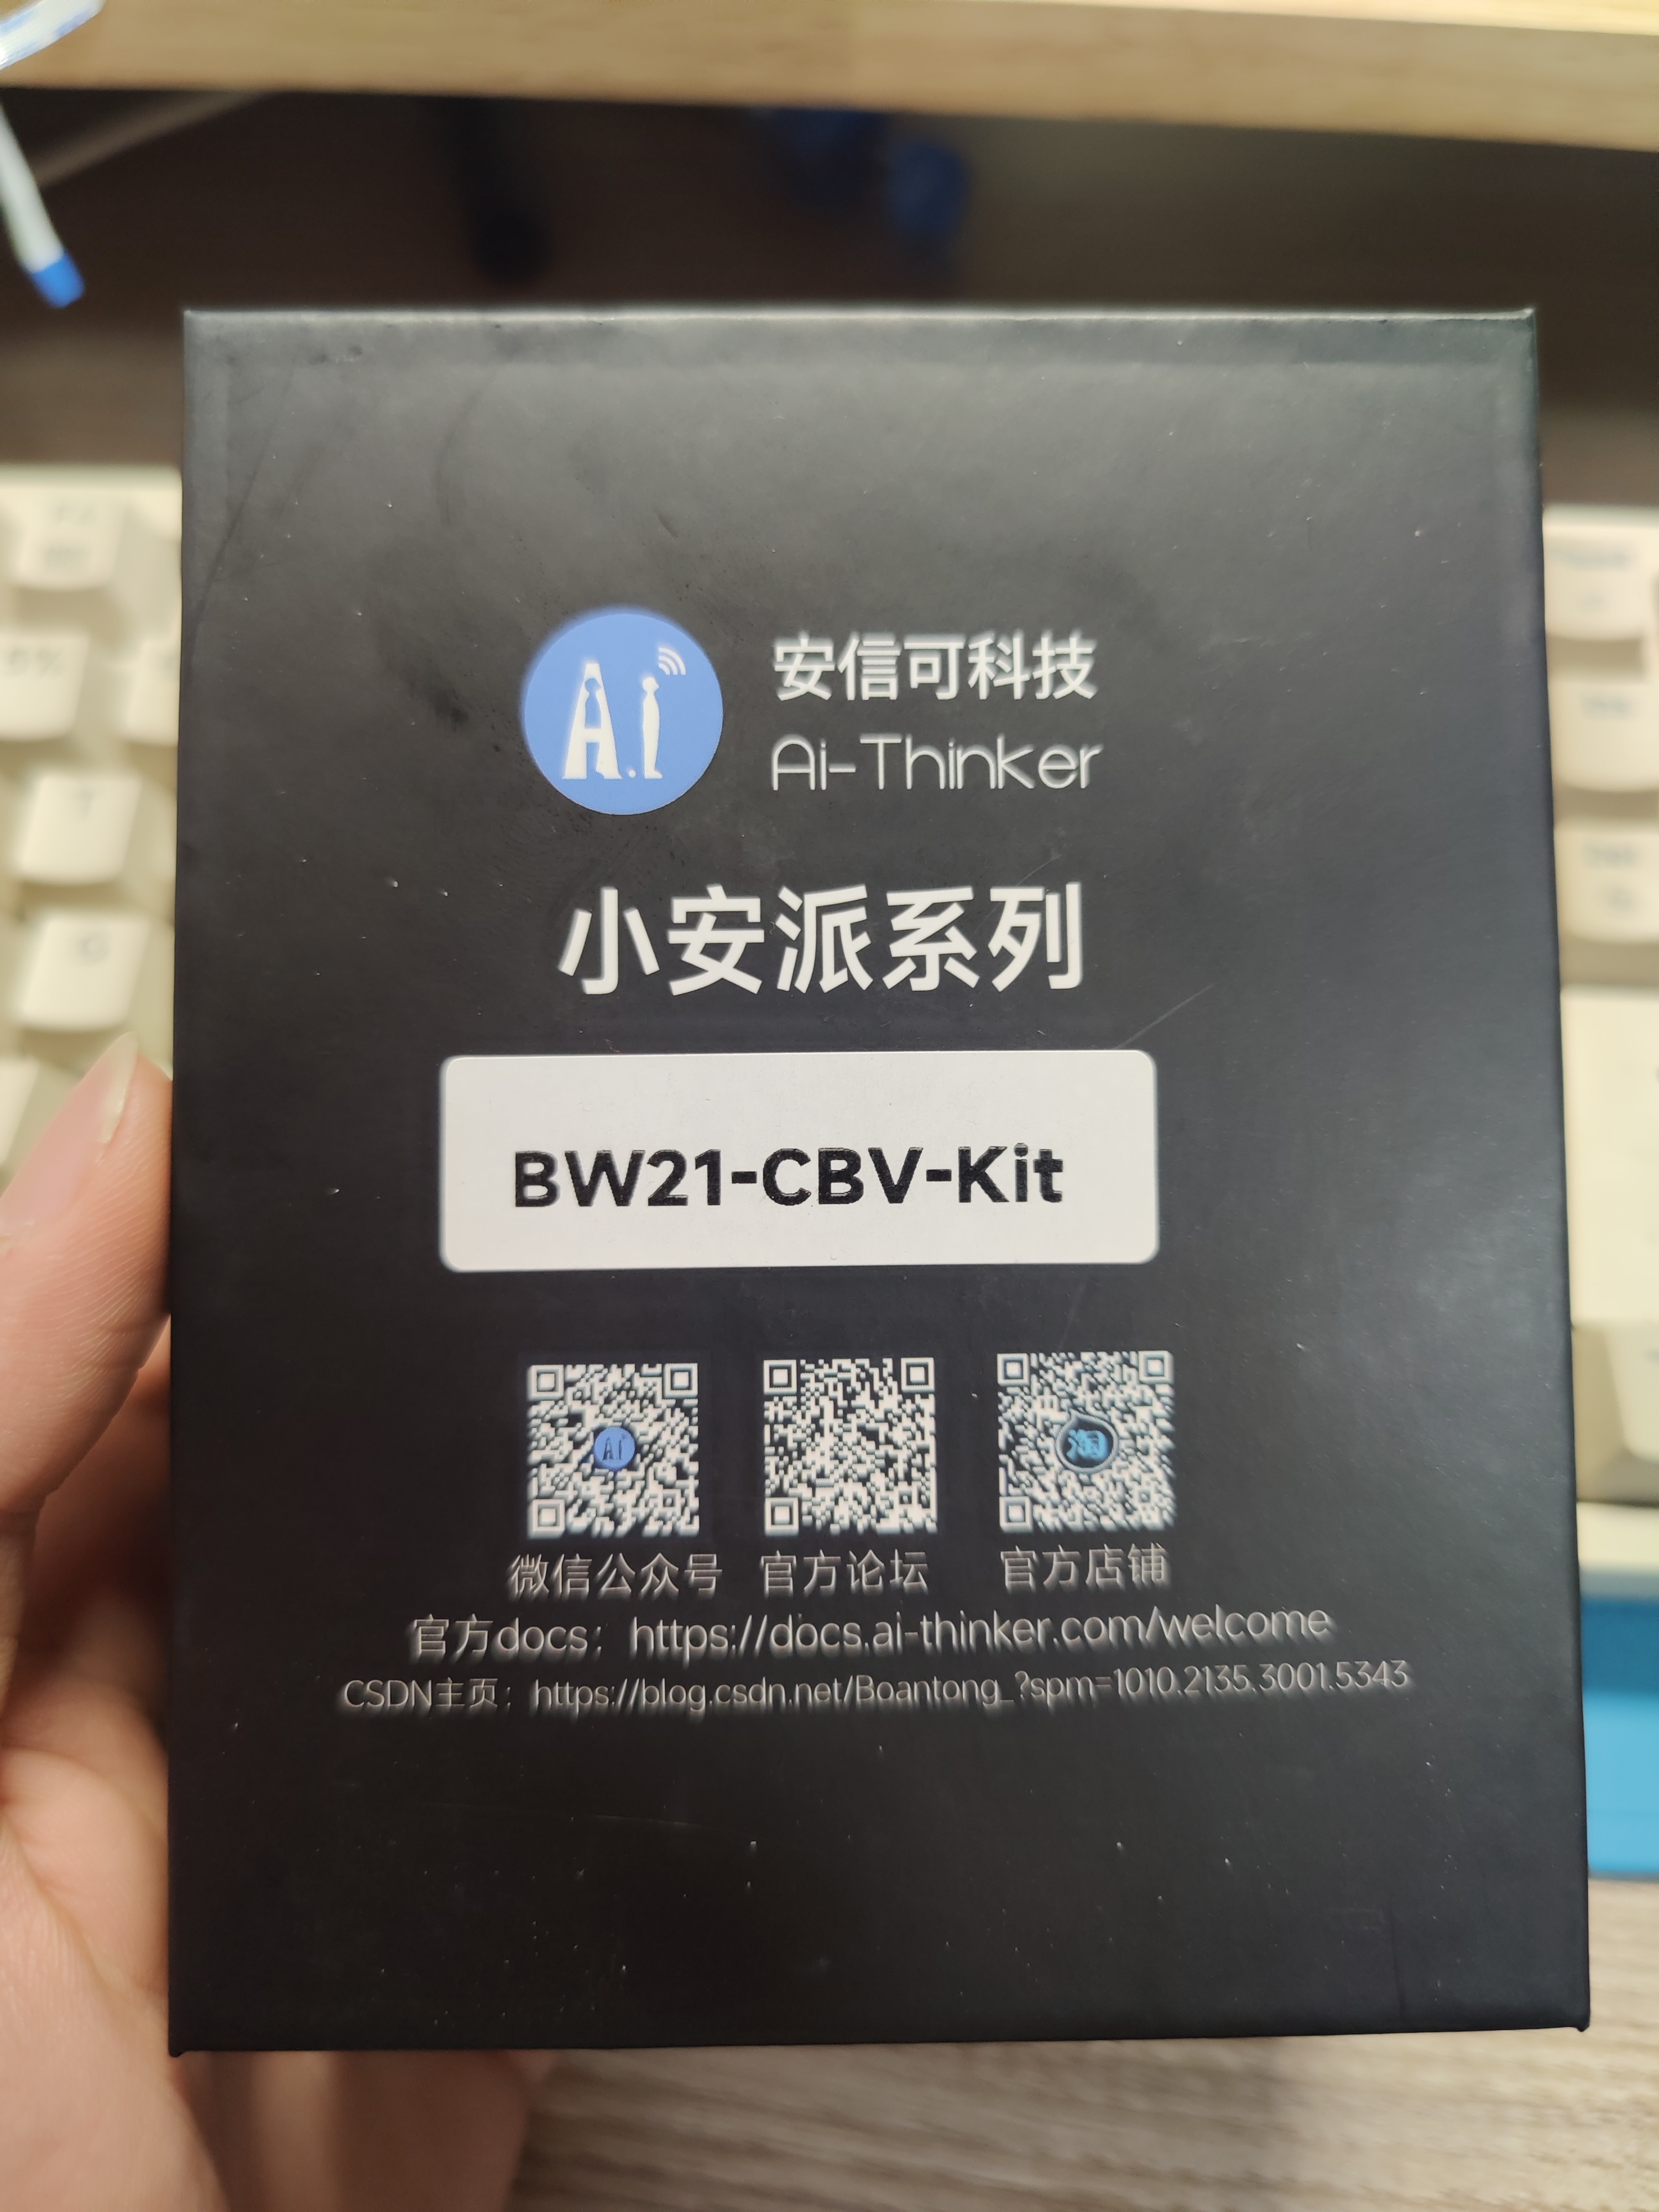 安信可科技
Ai-Thinker
小安派系列
BW21-CBV-Kit
微信公众号 官方论坛 官方店铺
官方docs：https://docs.ai-thinker.com/welcome
CSDN主页：https://blog.csdn.net/Boantong_?spm=1010.2135.3001.5343